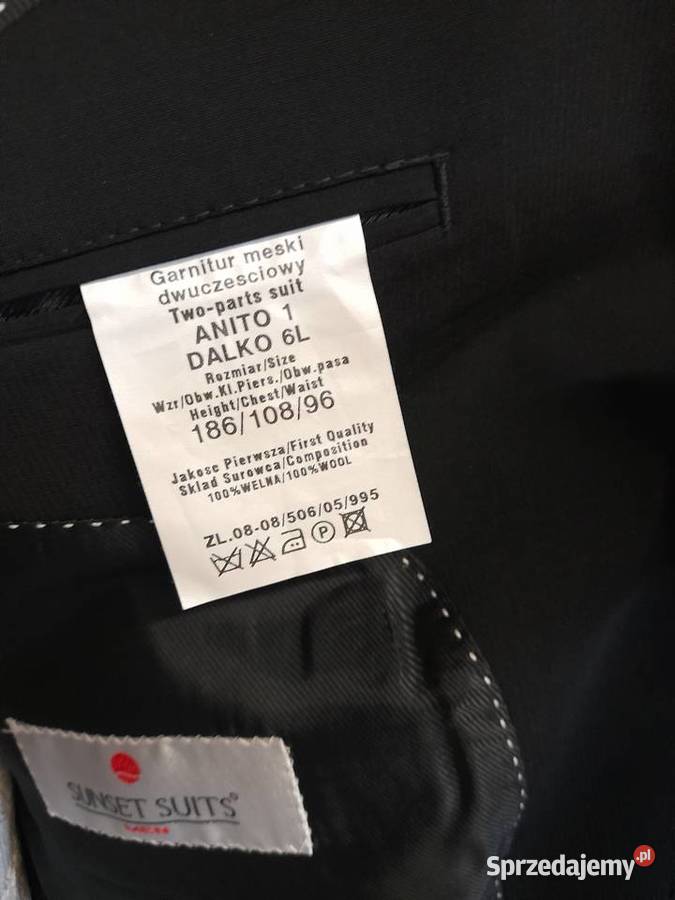 Garnitur meski
dwuczesciowy
Two-parts suit
ANITO 1
DALKO 6L
Rozmiar/Size
Wzr/Obw.Kl.Piers./Obw.pasa
Height/Chest/Waist
186/108/96
Jakosc Pierwsza/First Quality
Sklad Surowca/Composition
100%WELNA/100%WOOL
ZL.08-08/506/05/995
P
SUNSET SUITS®
MEN
Sprzedajemy.pl